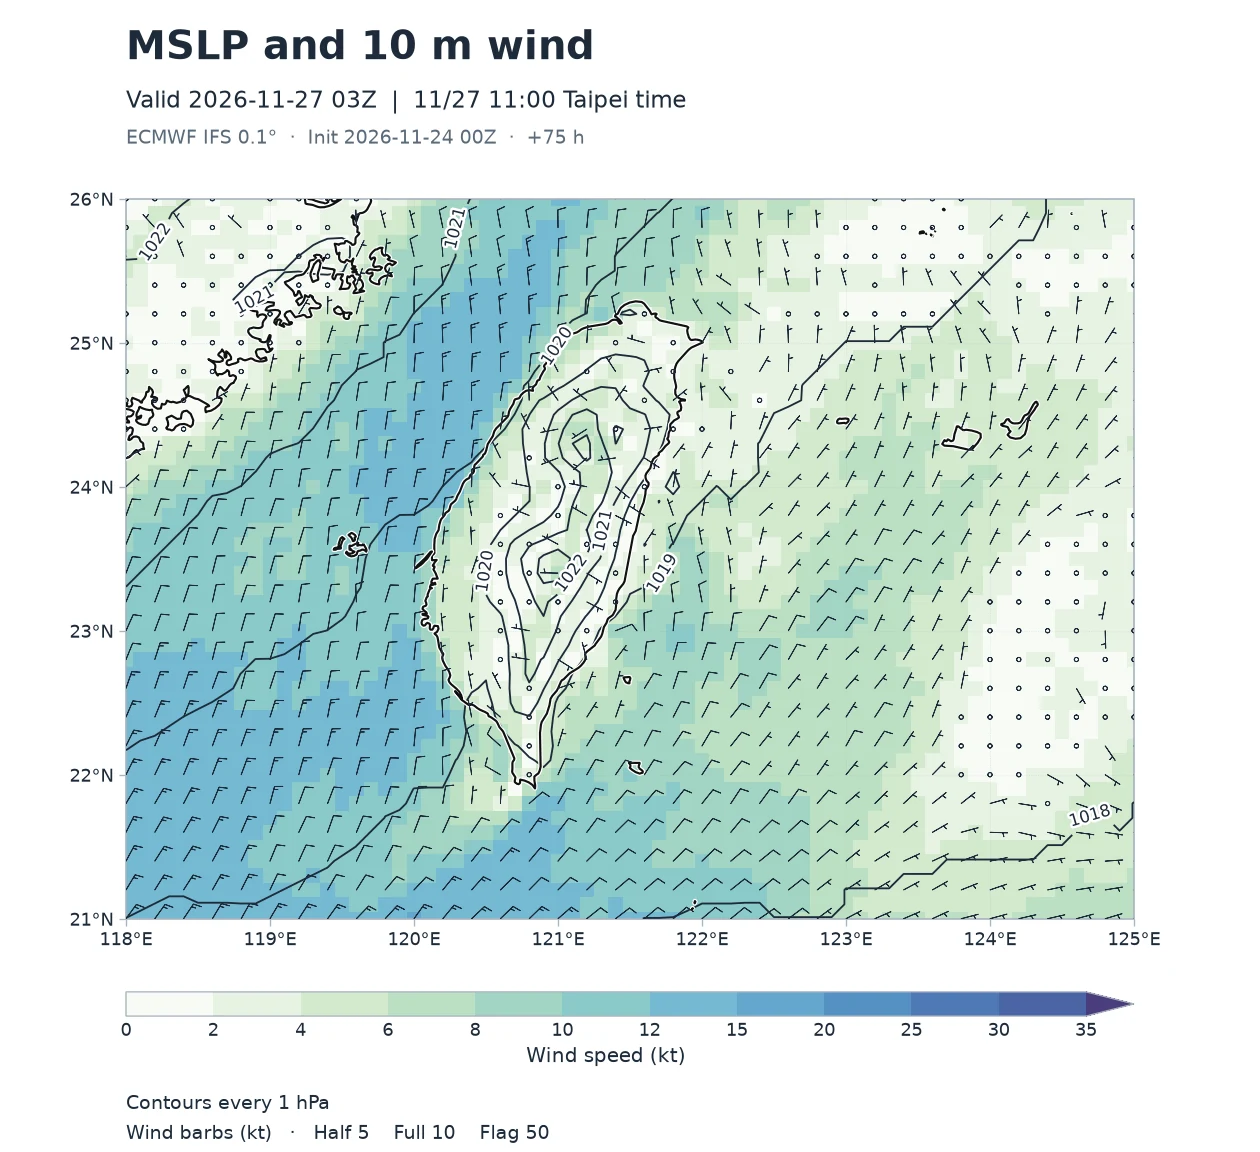 MSLP and 10 m wind
Valid 2026-11-27 03Z | 11/27 11:00 Taipei time
ECMWF IFS 0.1° · Init 2026-11-24 00Z · +75 h
26°N
1022
1021
1021
25°N
1020
24°N
1021
1020
1022
1019
23°N
22°N
1018
21°N
118°E 119°E 120°E 121°E 122°E 123°E 124°E 125°E
0 2 4 6 8 10 12 15 20 25 30 35
Wind speed (kt)
Contours every 1 hPa
Wind barbs (kt) · Half 5 Full 10 Flag 50